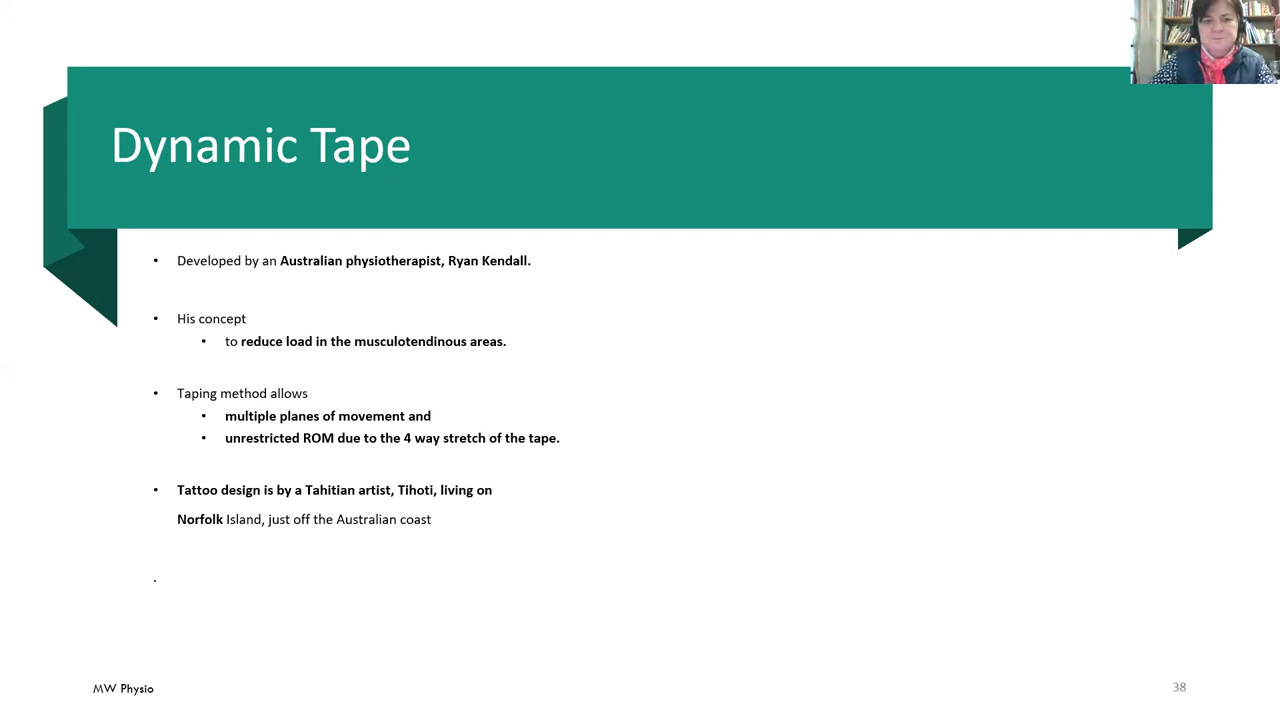 Dynamic Tape
• Developed by an Australian physiotherapist, Ryan Kendall.
• His concept
• to reduce load in the musculotendinous areas.
• Taping method allows
• multiple planes of movement and
• unrestricted ROM due to the 4 way stretch of the tape.
• Tattoo design is by a Tahitian artist, Tihoti, living on
Norfolk Island, just off the Australian coast
.
MW Physio
38